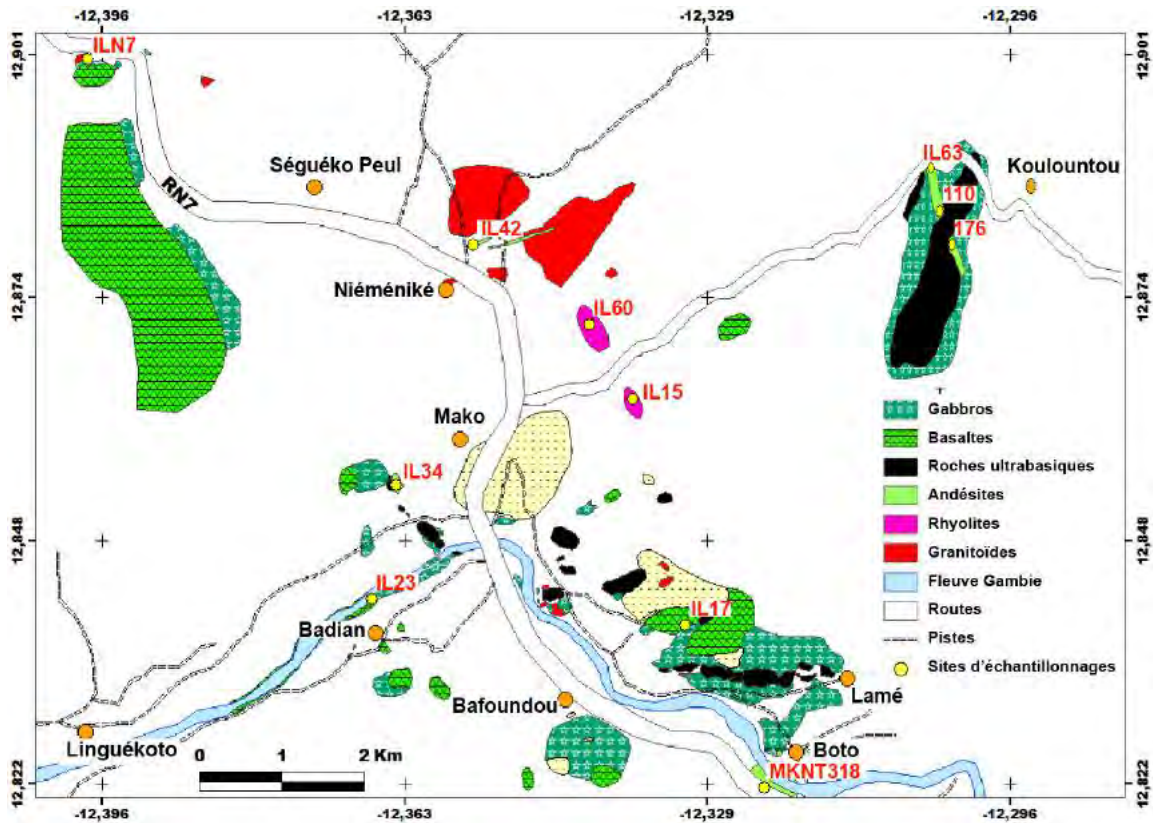 -12,396 -12,363 -12,329 -12,296
12,901 12,901
ILN7
IL63
Séguéko Peul
Koulountou
110
RN7
IL42
176
Niéméniké
12,874 12,874
IL60
IL15
Mako
Gabbros
Basaltes
IL34
Roches ultrabasiques
Andésites
Rhyolites
12,848 12,848
Granitoïdes
Fleuve Gambie
IL23
Routes
IL17
Badian
Pistes
Sites d'échantillonnages
Lamé
Bafoundou
Linguékoto
0 1 2 Km
Boto
MKNT318
12,822 12,822
-12,396 -12,363 -12,329 -12,296